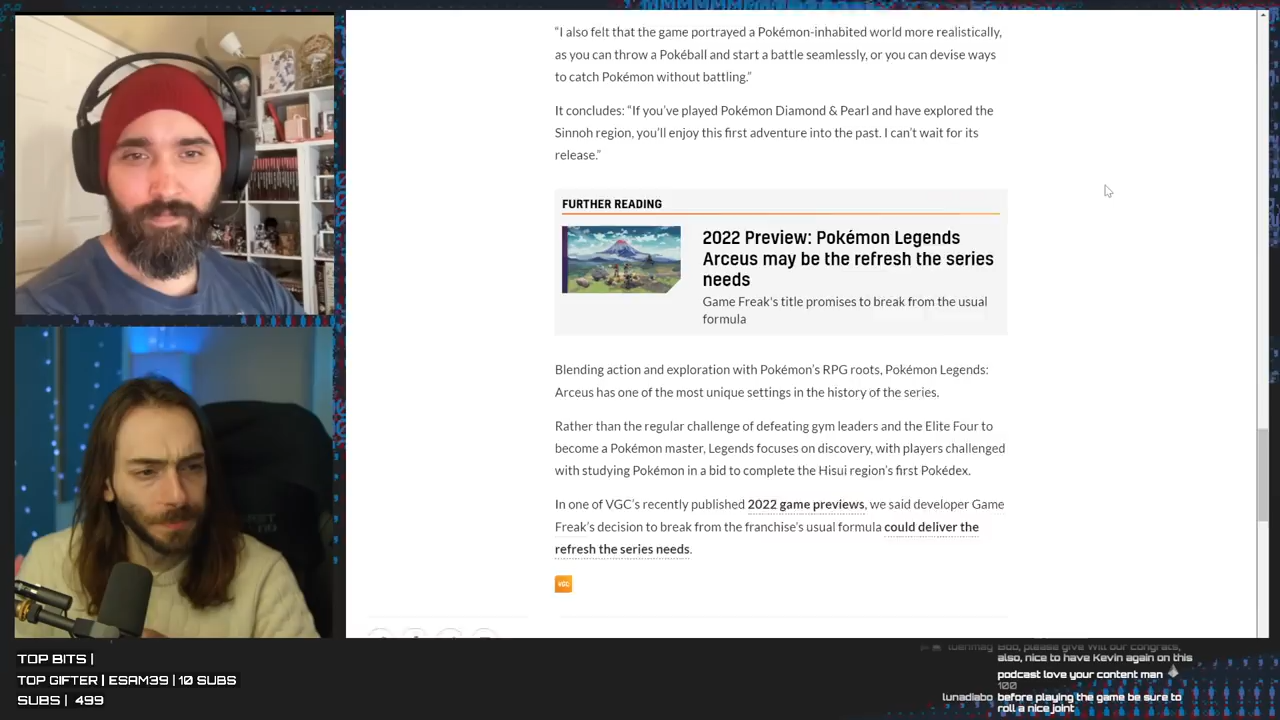 “I also felt that the game portrayed a Pokémon-inhabited world more realistically,
as you can throw a Pokéball and start a battle seamlessly, or you can devise ways
to catch Pokémon without battling.”
It concludes: “If you’ve played Pokémon Diamond & Pearl and have explored the
Sinnoh region, you’ll enjoy this first adventure into the past. I can’t wait for its
release.”
FURTHER READING
2022 Preview: Pokémon Legends
Arceus may be the refresh the series
needs
Game Freak's title promises to break from the usual
formula
Blending action and exploration with Pokémon’s RPG roots, Pokémon Legends:
Arceus has one of the most unique settings in the history of the series.
Rather than the regular challenge of defeating gym leaders and the Elite Four to
become a Pokémon master, Legends focuses on discovery, with players challenged
with studying Pokémon in a bid to complete the Hisui region’s first Pokédex.
In one of VGC’s recently published 2022 game previews, we said developer Game
Freak’s decision to break from the franchise’s usual formula could deliver the
refresh the series needs.
VGC
TOP BITS |
TOP GIFTER | ESAM39 | 10 SUBS
SUBS | 499
Bob, please give Will our congrats,
also, nice to have Kevin again on this
podcast love your content man
100
lunadiabo before playing the game be sure to
roll a nice joint